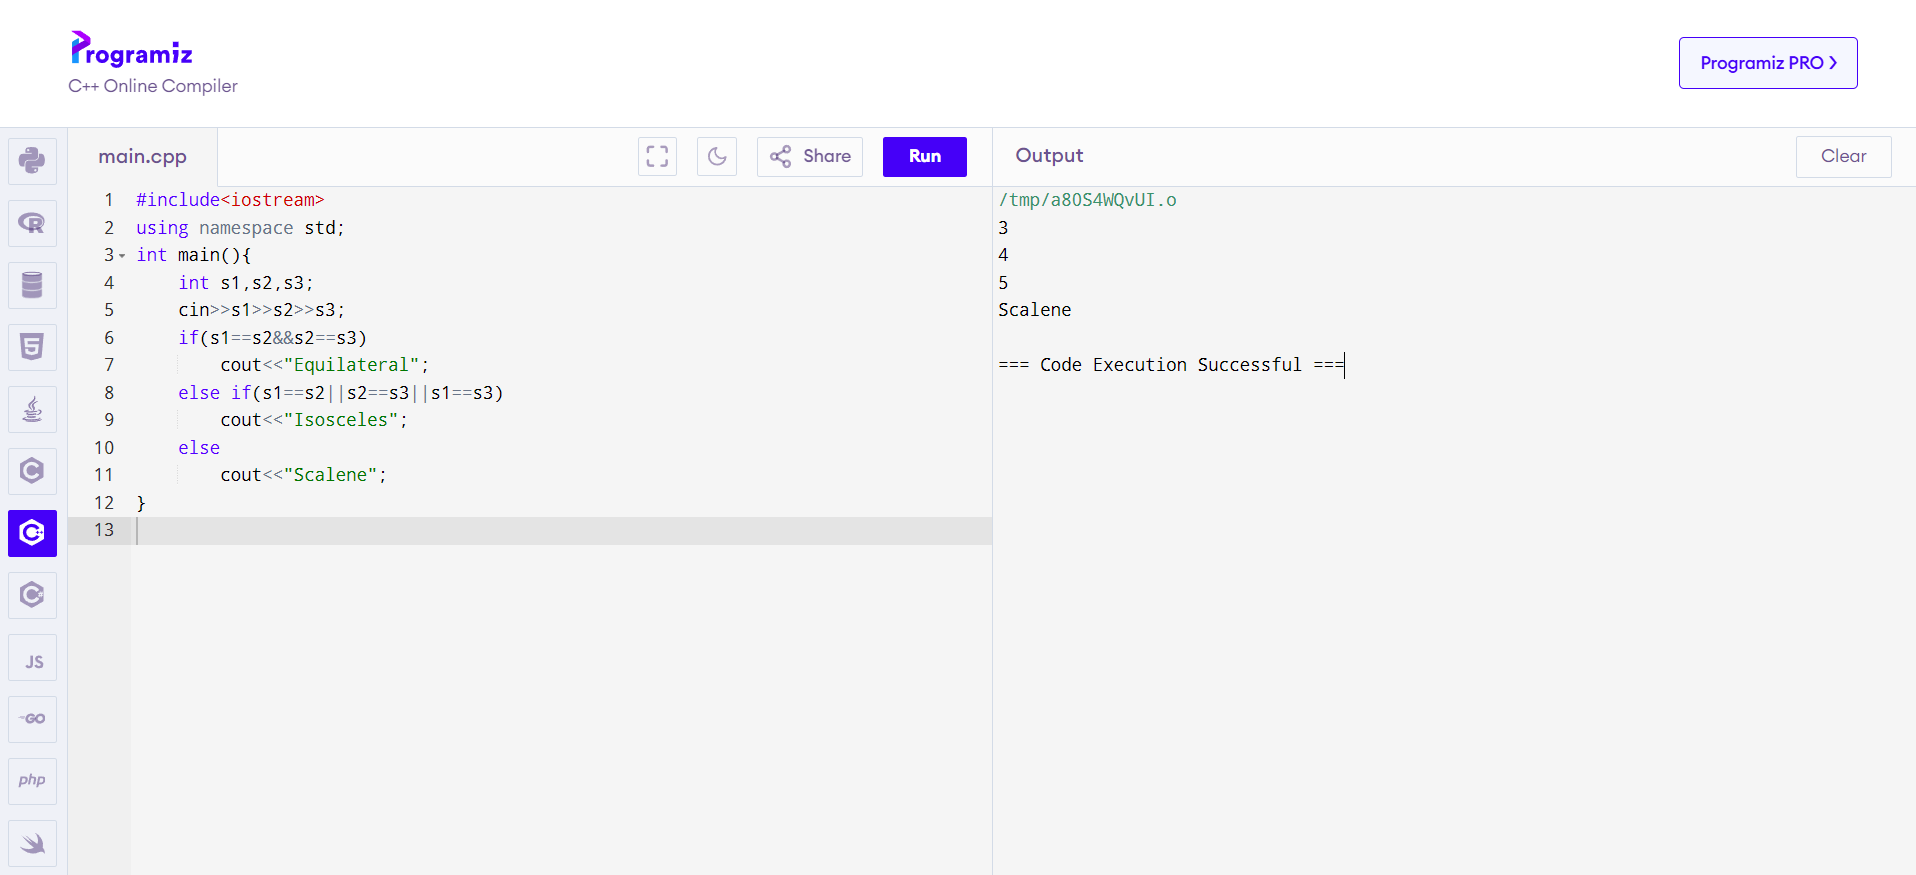 Programiz
C++ Online Compiler
Programiz PRO >
main.cpp
Share
Run
Output
Clear
1 #include<iostream>
2 using namespace std;
3 int main(){
4     int s1,s2,s3;
5     cin>>s1>>s2>>s3;
6     if(s1==s2&&s2==s3)
7         cout<<"Equilateral";
8     else if(s1==s2||s2==s3||s1==s3)
9         cout<<"Isosceles";
10     else
11         cout<<"Scalene";
12 }
13
/tmp/a80S4WQvUI.o
3
4
5
Scalene
=== Code Execution Successful ===
R
5
C
C++
C#
JS
GO
php